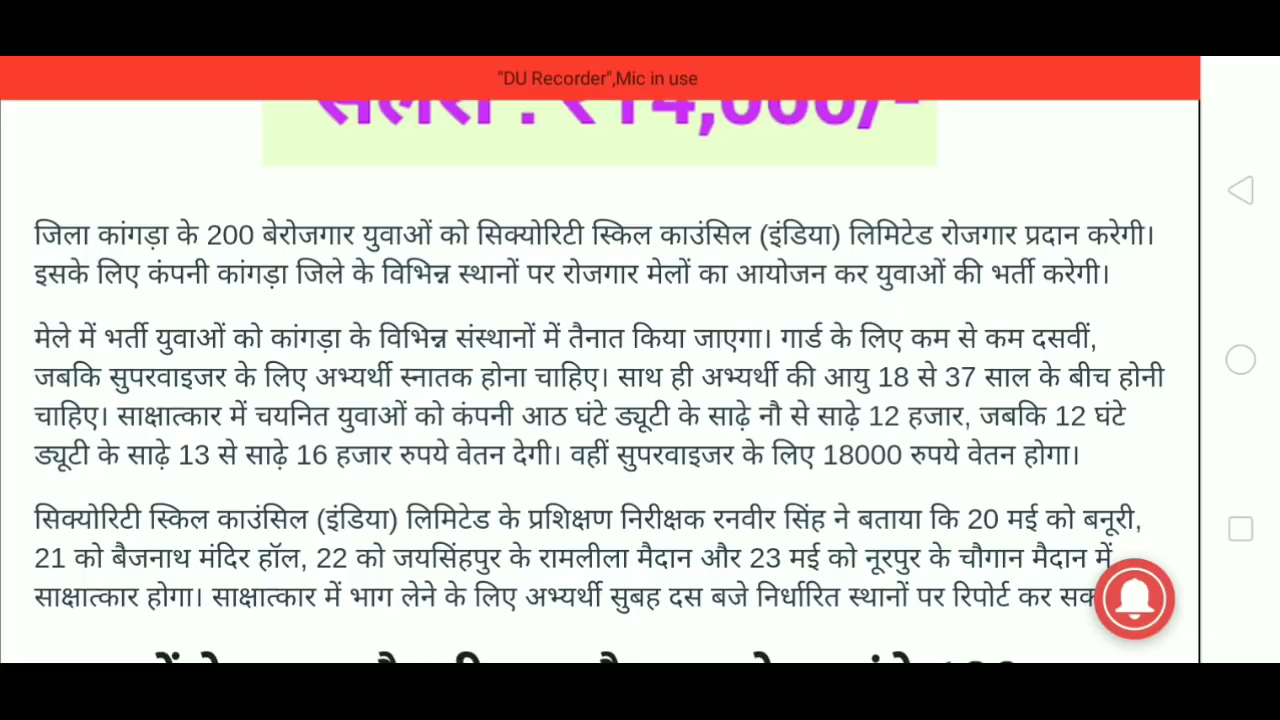 "DU Recorder",Mic in use
जिला कांगड़ा के 200 बेरोजगार युवाओं को सिक्योरिटी स्किल काउंसिल (इंडिया) लिमिटेड रोजगार प्रदान करेगी।
इसके लिए कंपनी कांगड़ा जिले के विभिन्न स्थानों पर रोजगार मेलों का आयोजन कर युवाओं की भर्ती करेगी।
मेले में भर्ती युवाओं को कांगड़ा के विभिन्न संस्थानों में तैनात किया जाएगा। गार्ड के लिए कम से कम दसवीं,
जबकि सुपरवाइजर के लिए अभ्यर्थी स्नातक होना चाहिए। साथ ही अभ्यर्थी की आयु 18 से 37 साल के बीच होनी
चाहिए। साक्षात्कार में चयनित युवाओं को कंपनी आठ घंटे ड्यूटी के साढ़े नौ से साढ़े 12 हजार, जबकि 12 घंटे
ड्यूटी के साढ़े 13 से साढ़े 16 हजार रुपये वेतन देगी। वहीं सुपरवाइजर के लिए 18000 रुपये वेतन होगा।
सिक्योरिटी स्किल काउंसिल (इंडिया) लिमिटेड के प्रशिक्षण निरीक्षक रनवीर सिंह ने बताया कि 20 मई को बनूरी,
21 को बैजनाथ मंदिर हॉल, 22 को जयसिंहपुर के रामलीला मैदान और 23 मई को नूरपुर के चौगान मैदान में
साक्षात्कार होगा। साक्षात्कार में भाग लेने के लिए अभ्यर्थी सुबह दस बजे निर्धारित स्थानों पर रिपोर्ट कर